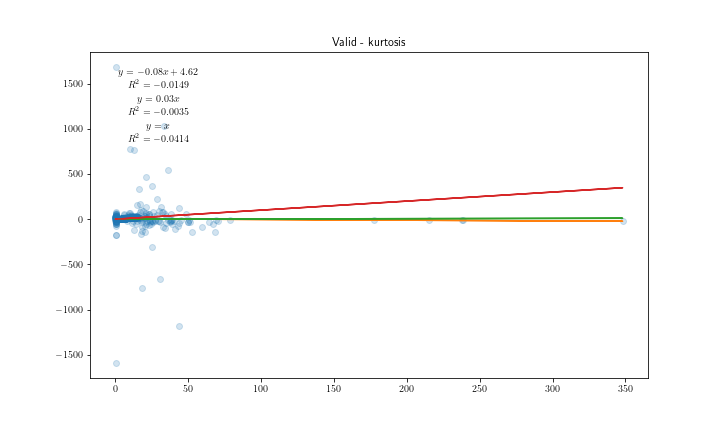 Valid - kurtosis
y = −0.08x + 4.62
R² = −0.0149
y = 0.03x
R² = −0.0035
y = x
R² = −0.0414
1500
1000
500
0
−500
−1000
−1500
0 50 100 150 200 250 300 350